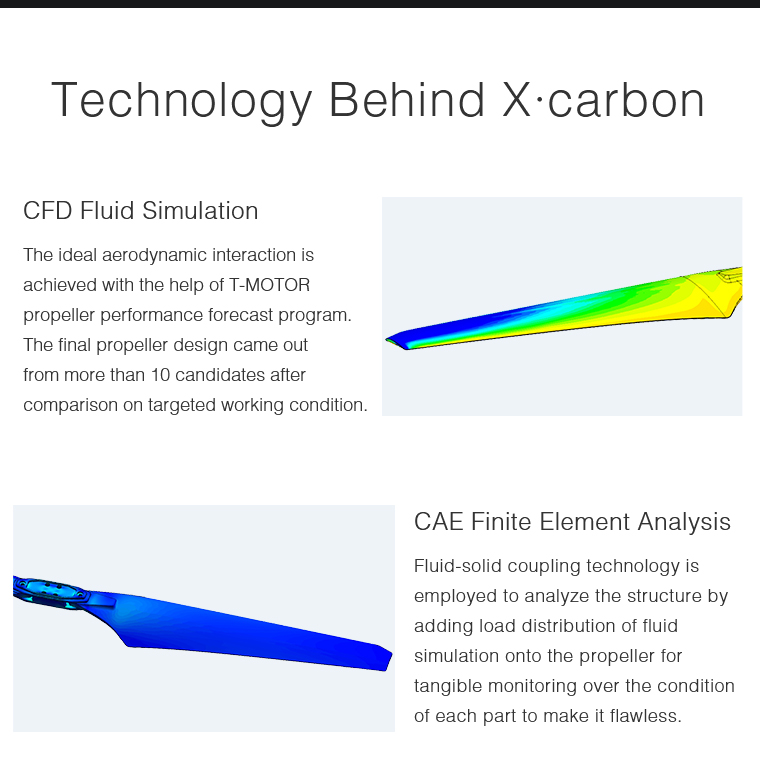 Technology Behind X·carbon
CFD Fluid Simulation
The ideal aerodynamic interaction is
achieved with the help of T-MOTOR
propeller performance forecast program.
The final propeller design came out
from more than 10 candidates after
comparison on targeted working condition.
CAE Finite Element Analysis
Fluid-solid coupling technology is
employed to analyze the structure by
adding load distribution of fluid
simulation onto the propeller for
tangible monitoring over the condition
of each part to make it flawless.